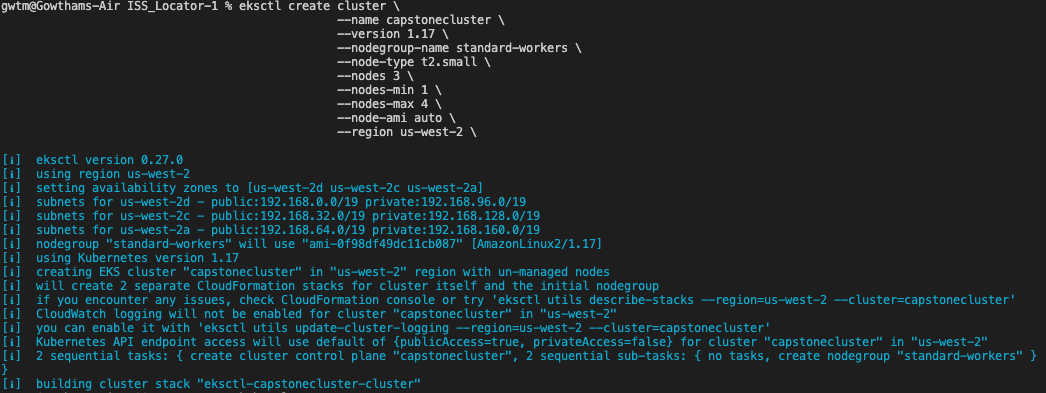 gwtm@Gowthams-Air ISS_Locator-1 % eksctl create cluster \
--name capstonecluster \
--version 1.17 \
--nodegroup-name standard-workers \
--node-type t2.small \
--nodes 3 \
--nodes-min 1 \
--nodes-max 4 \
--node-ami auto \
--region us-west-2 \
[ℹ]  eksctl version 0.27.0
[ℹ]  using region us-west-2
[ℹ]  setting availability zones to [us-west-2d us-west-2c us-west-2a]
[ℹ]  subnets for us-west-2d - public:192.168.0.0/19 private:192.168.96.0/19
[ℹ]  subnets for us-west-2c - public:192.168.32.0/19 private:192.168.128.0/19
[ℹ]  subnets for us-west-2a - public:192.168.64.0/19 private:192.168.160.0/19
[ℹ]  nodegroup "standard-workers" will use "ami-0f98df49dc11cb087" [AmazonLinux2/1.17]
[ℹ]  using Kubernetes version 1.17
[ℹ]  creating EKS cluster "capstonecluster" in "us-west-2" region with un-managed nodes
[ℹ]  will create 2 separate CloudFormation stacks for cluster itself and the initial nodegroup
[ℹ]  if you encounter any issues, check CloudFormation console or try 'eksctl utils describe-stacks --region=us-west-2 --cluster=capstonecluster'
[ℹ]  CloudWatch logging will not be enabled for cluster "capstonecluster" in "us-west-2"
[ℹ]  you can enable it with 'eksctl utils update-cluster-logging --region=us-west-2 --cluster=capstonecluster'
[ℹ]  Kubernetes API endpoint access will use default of {publicAccess=true, privateAccess=false} for cluster "capstonecluster" in "us-west-2"
[ℹ]  2 sequential tasks: { create cluster control plane "capstonecluster", 2 sequential sub-tasks: { no tasks, create nodegroup "standard-workers" }
}
[ℹ]  building cluster stack "eksctl-capstonecluster-cluster"